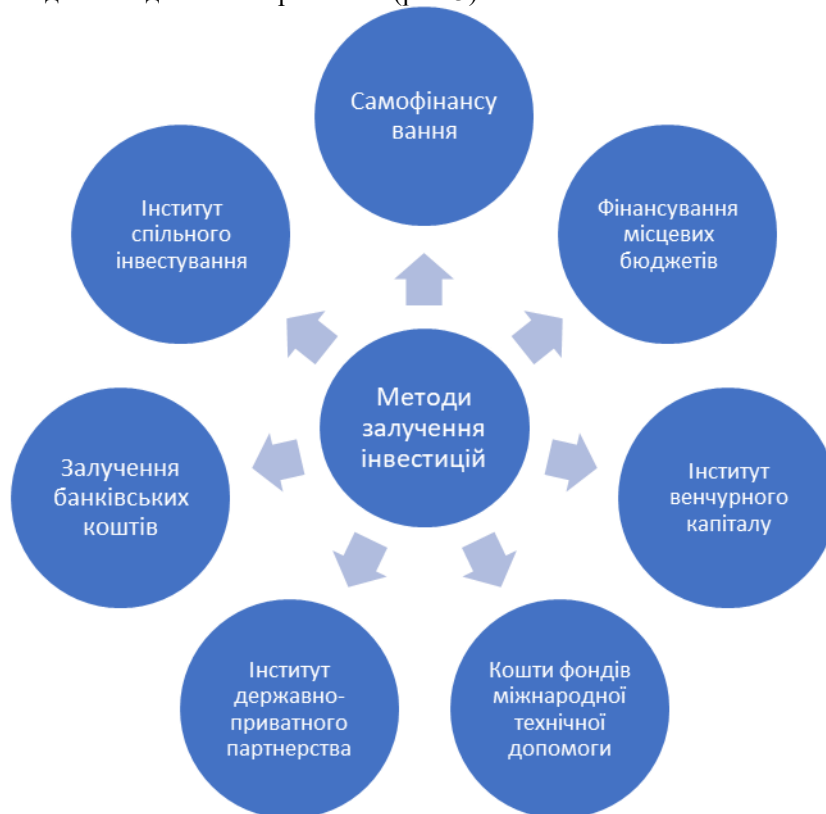 Самофінансу
вання
Фінансування
місцевих
бюджетів
Інститут
венчурного
капіталу
Кошти фондів
міжнародної
технічної
допомоги
Інститут
державно-
приватного
партнерства
Залучення
банківських
коштів
Інститут
спільного
інвестування
Методи
залучення
інвестицій